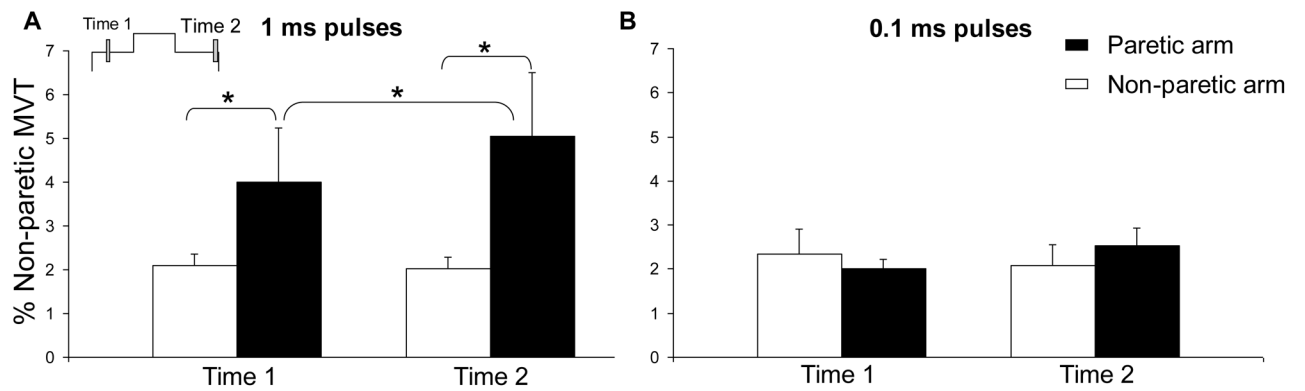 A
Time 1
Time 2
1 ms pulses
% Non-paretic MVT
7
6
5
4
3
2
1
0
*
*
*
Time 1
Time 2
B
0.1 ms pulses
Paretic arm
Non-paretic arm
7
6
5
4
3
2
1
0
Time 1
Time 2